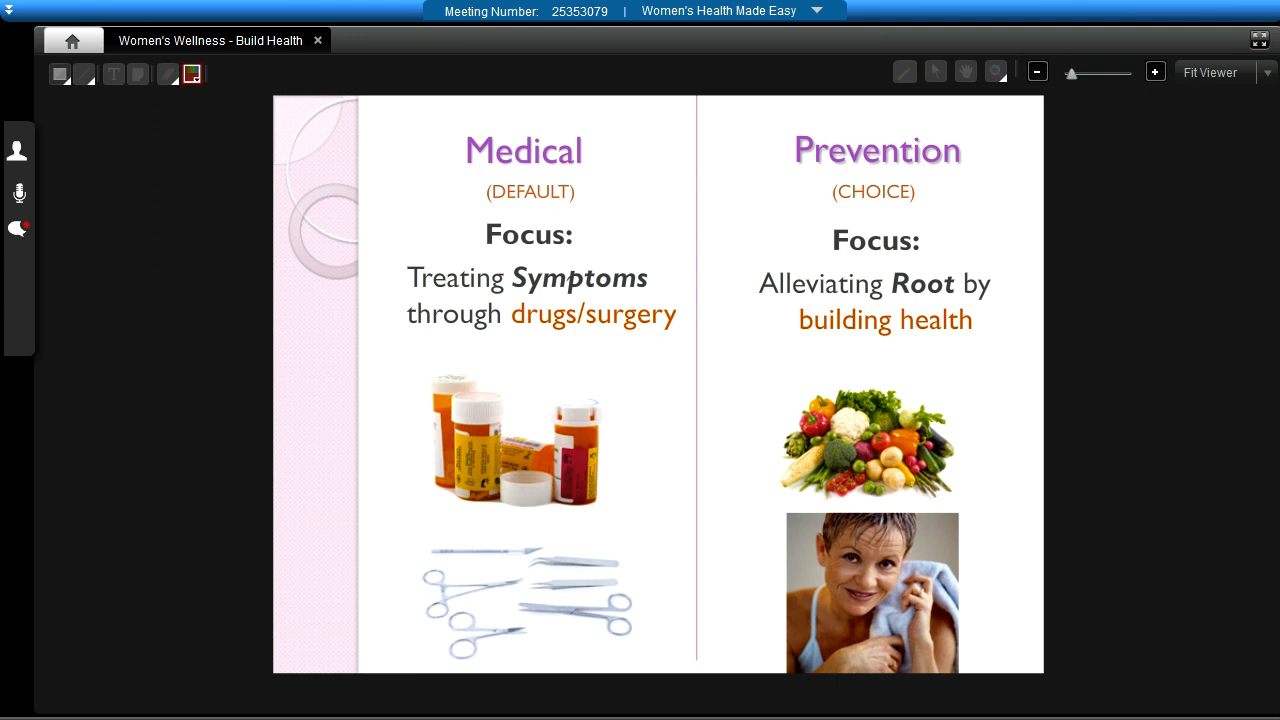 Meeting Number: 25353079 | Women's Health Made Easy
Women's Wellness - Build Health
T
Fit Viewer
Medical
(DEFAULT)
Focus:
Treating Symptoms
through drugs/surgery
Prevention
(CHOICE)
Focus:
Alleviating Root by
building health